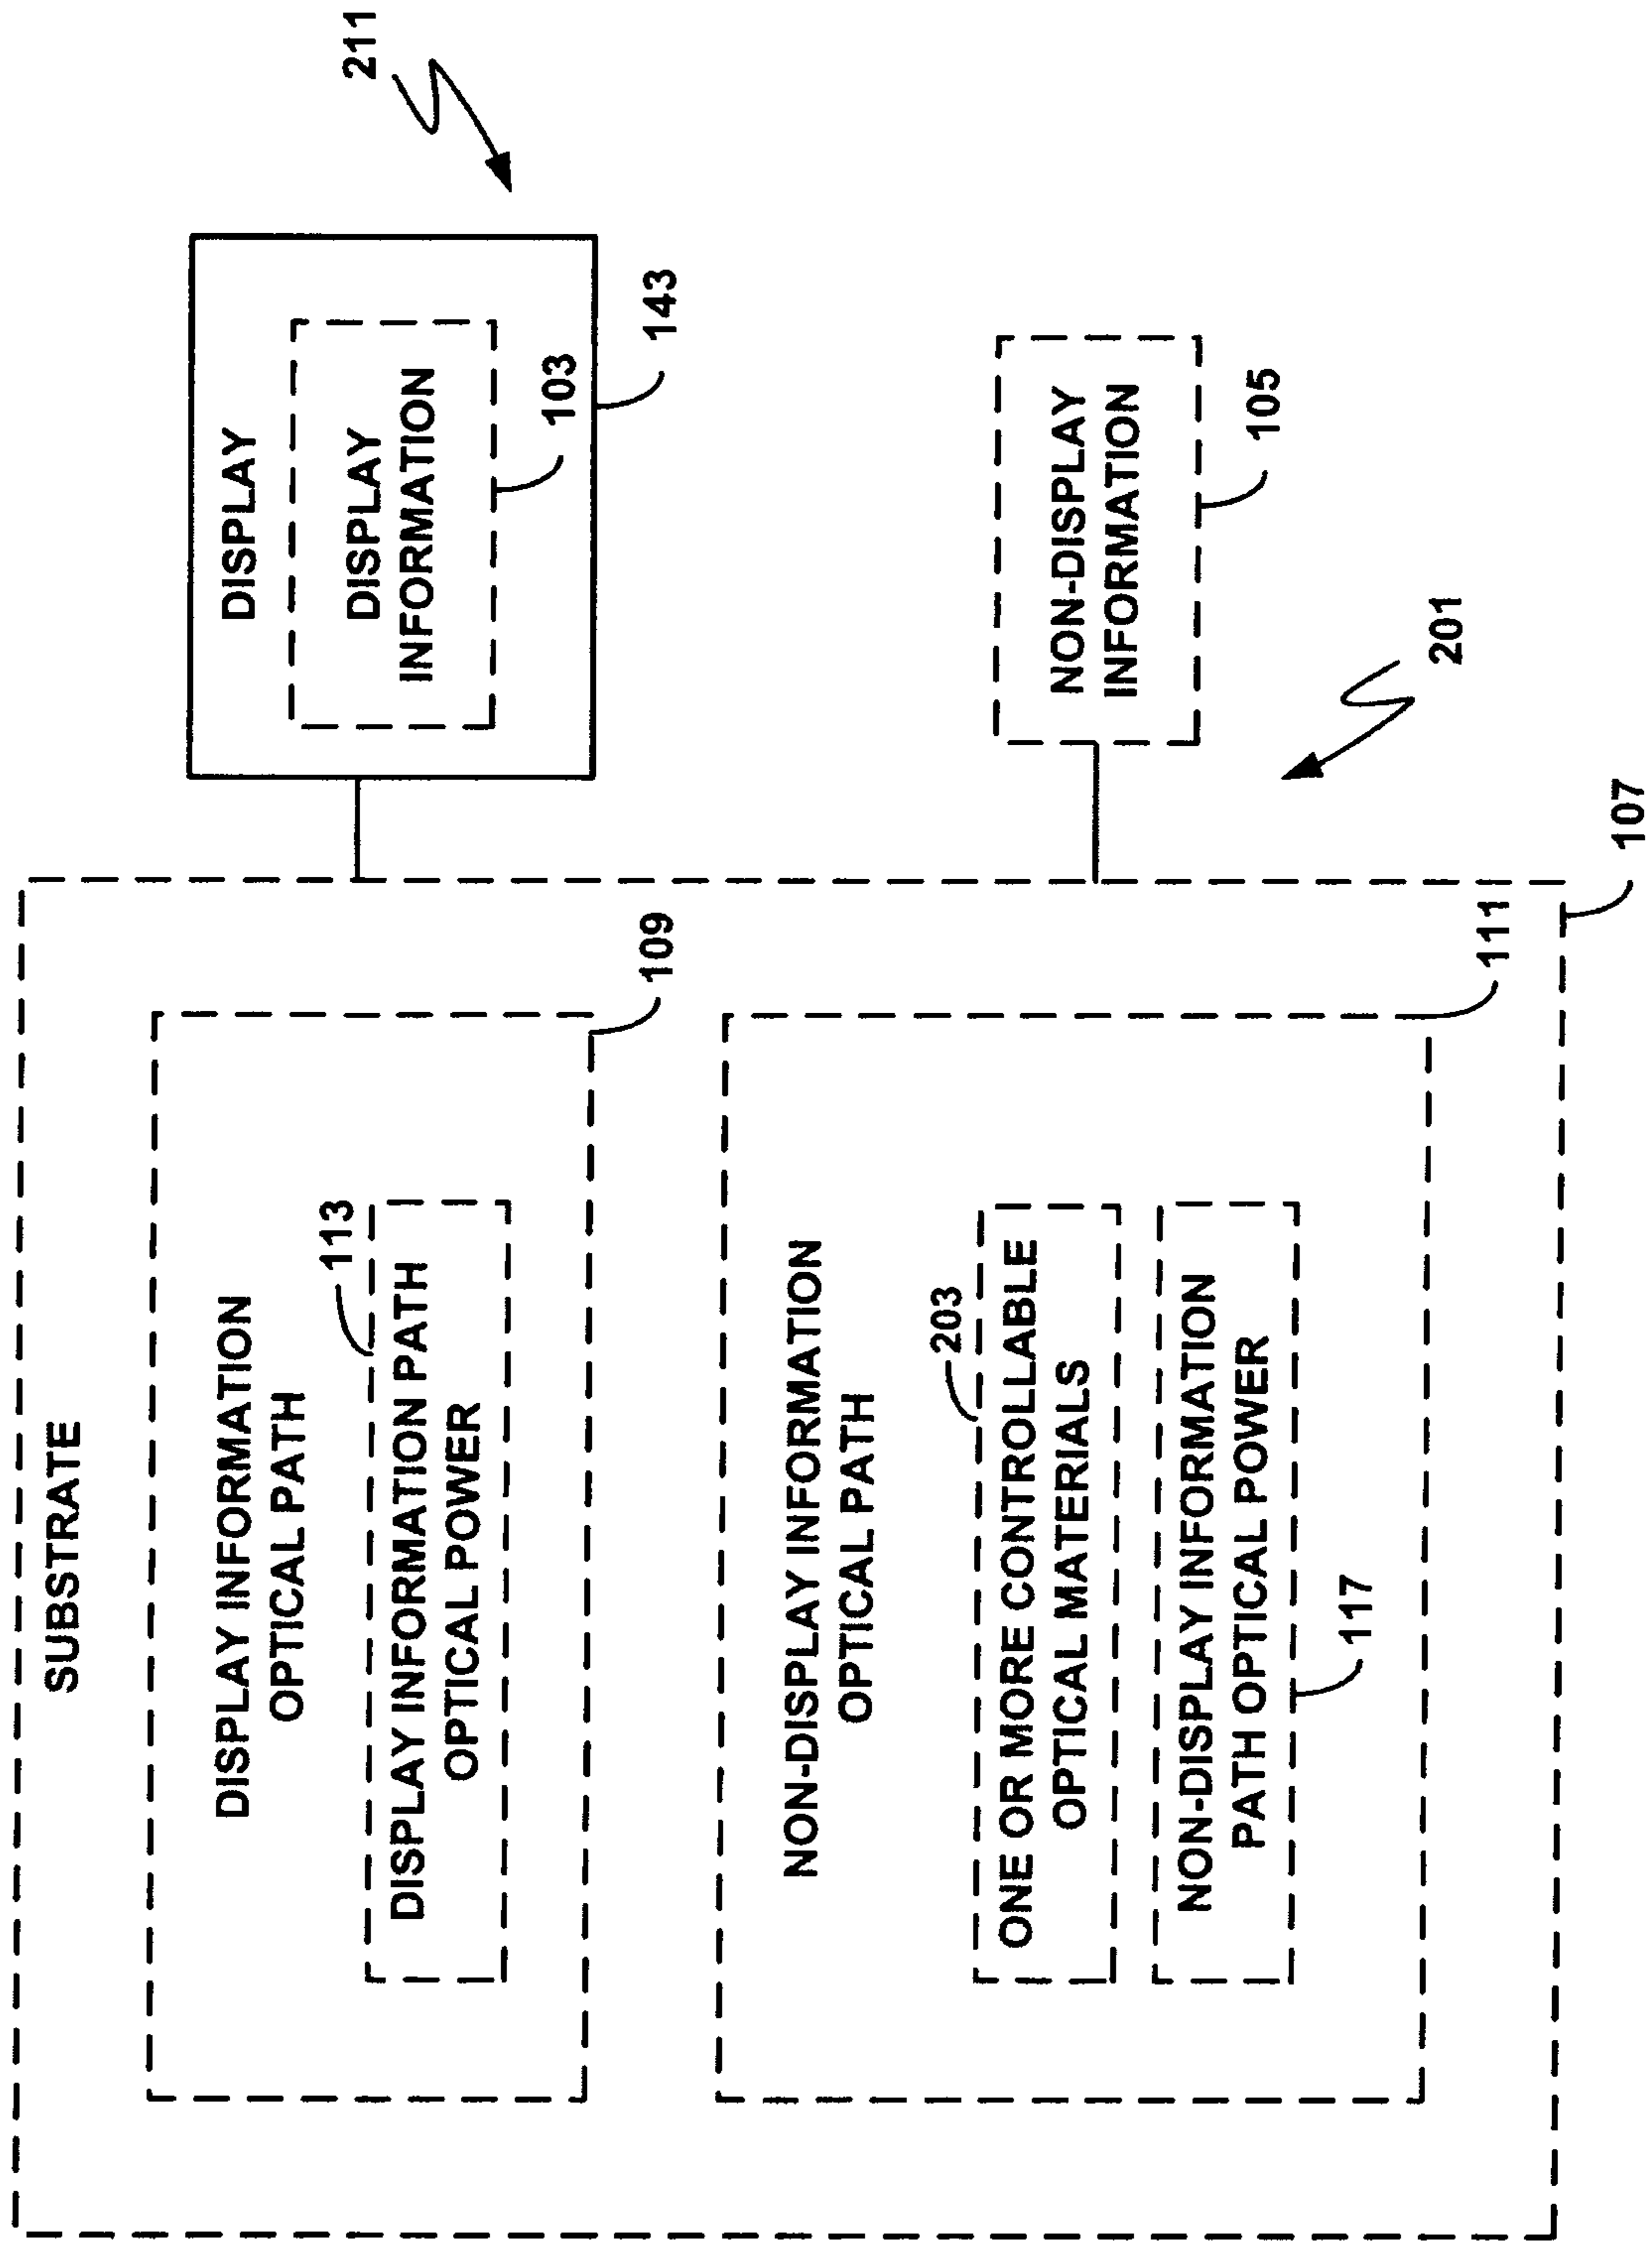 SUBSTRATE
DISPLAY INFORMATION
OPTICAL PATH
113
DISPLAY INFORMATION PATH
OPTICAL POWER
109
NON-DISPLAY INFORMATION
OPTICAL PATH
203
ONE OR MORE CONTROLLABLE
OPTICAL MATERIALS
NON-DISPLAY INFORMATION
PATH OPTICAL POWER
117
111
107
DISPLAY
DISPLAY
INFORMATION
103
143
211
NON-DISPLAY
INFORMATION
105
201